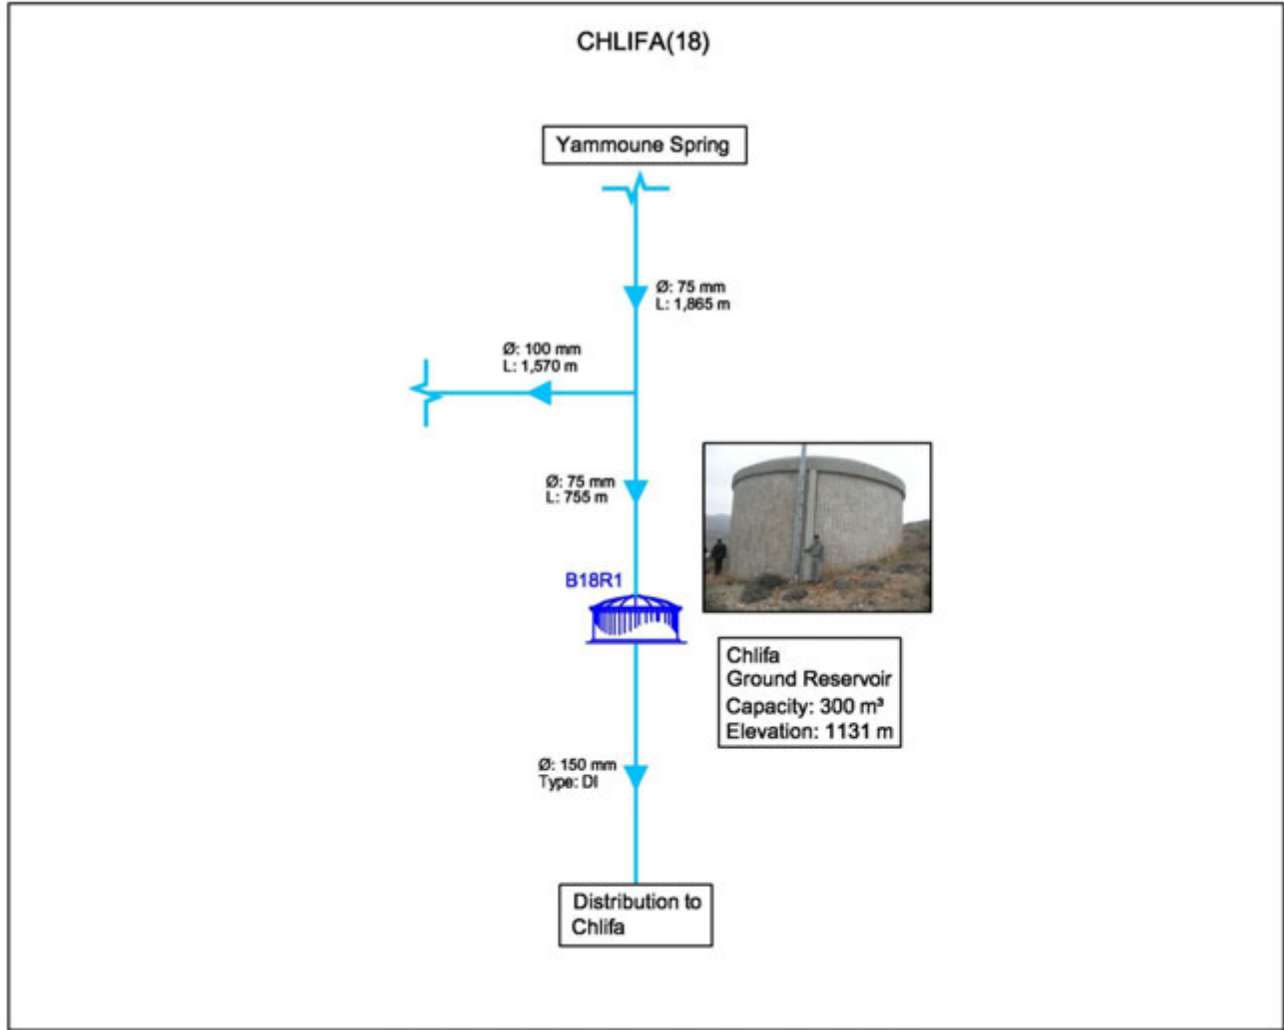 CHLIFA(18)
Yammoune Spring
Ø: 75 mm
L: 1,865 m
Ø: 100 mm
L: 1,570 m
Ø: 75 mm
L: 755 m
B18R1
Chlifa
Ground Reservoir
Capacity: 300 m³
Elevation: 1131 m
Ø: 150 mm
Type: DI
Distribution to
Chlifa